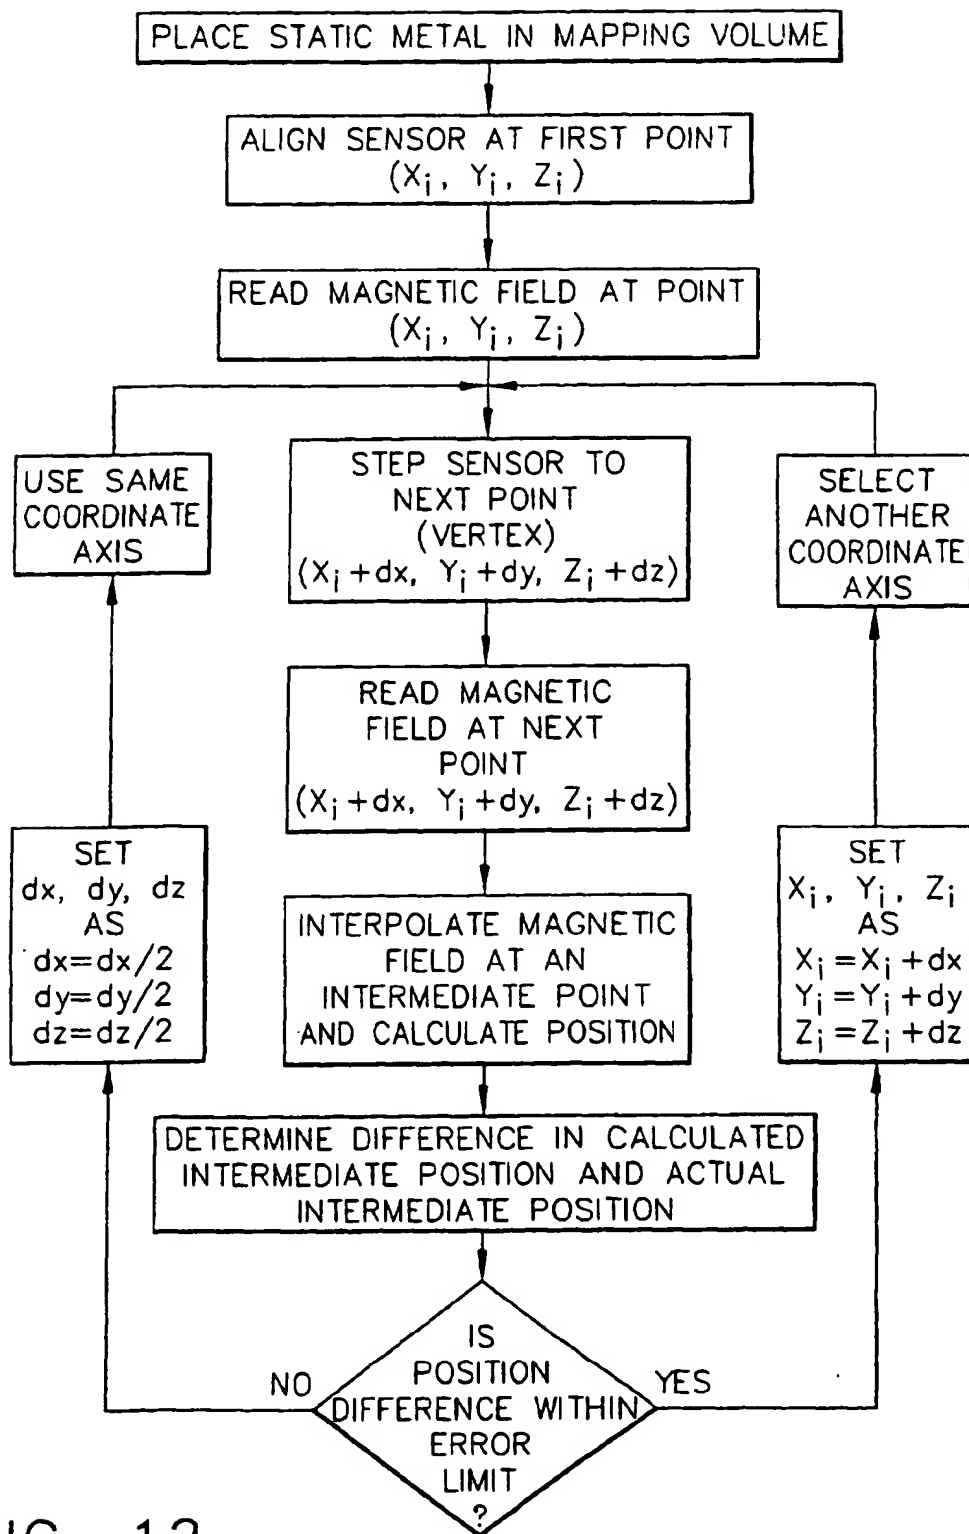 PLACE STATIC METAL IN MAPPING VOLUME
ALIGN SENSOR AT FIRST POINT
(Xi, Yi, Zi)
READ MAGNETIC FIELD AT POINT
(Xi, Yi, Zi)
USE SAME
COORDINATE
AXIS
STEP SENSOR TO
NEXT POINT
(VERTEX)
(Xi+dx, Yi+dy, Zi+dz)
SELECT
ANOTHER
COORDINATE
AXIS
READ MAGNETIC
FIELD AT NEXT
POINT
(Xi+dx, Yi+dy, Zi+dz)
SET
dx, dy, dz
AS
dx=dx/2
dy=dy/2
dz=dz/2
INTERPOLATE MAGNETIC
FIELD AT AN
INTERMEDIATE POINT
AND CALCULATE POSITION
SET
Xi, Yi, Zi
AS
Xi=Xi+dx
Yi=Yi+dy
Zi=Zi+dz
DETERMINE DIFFERENCE IN CALCULATED
INTERMEDIATE POSITION AND ACTUAL
INTERMEDIATE POSITION
IS
POSITION
DIFFERENCE WITHIN
ERROR
LIMIT
?
NO
YES